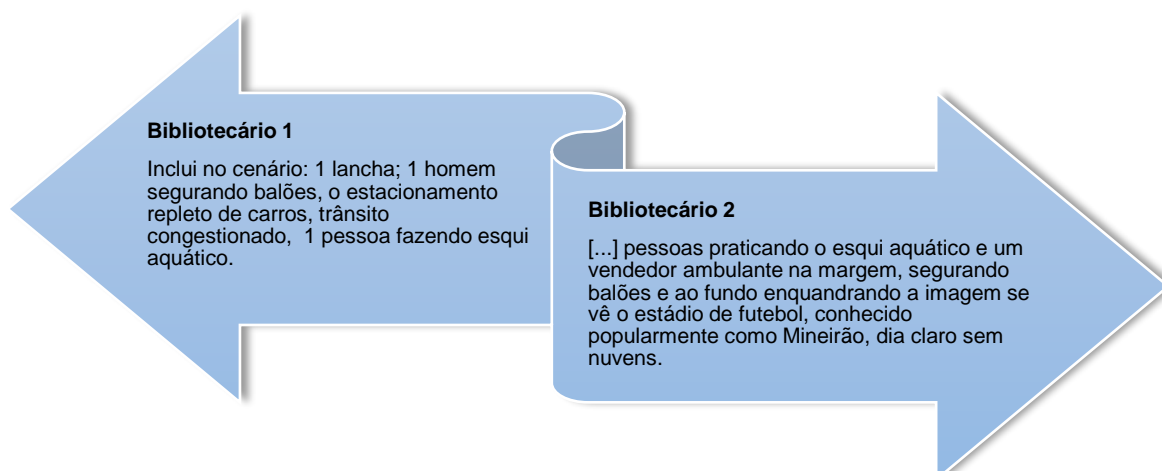 Bibliotecário 1
Inclui no cenário: 1 lancha; 1 homem
segurando balões, o estacionamento
repleto de carros, trânsito
congestionado,  1 pessoa fazendo esqui
aquático.
Bibliotecário 2
[...] pessoas praticando o esqui aquático e um
vendedor ambulante na margem, segurando
balões e ao fundo enquandrando a imagem se
vê o estádio de futebol, conhecido
popularmente como Mineirão, dia claro sem
nuvens.